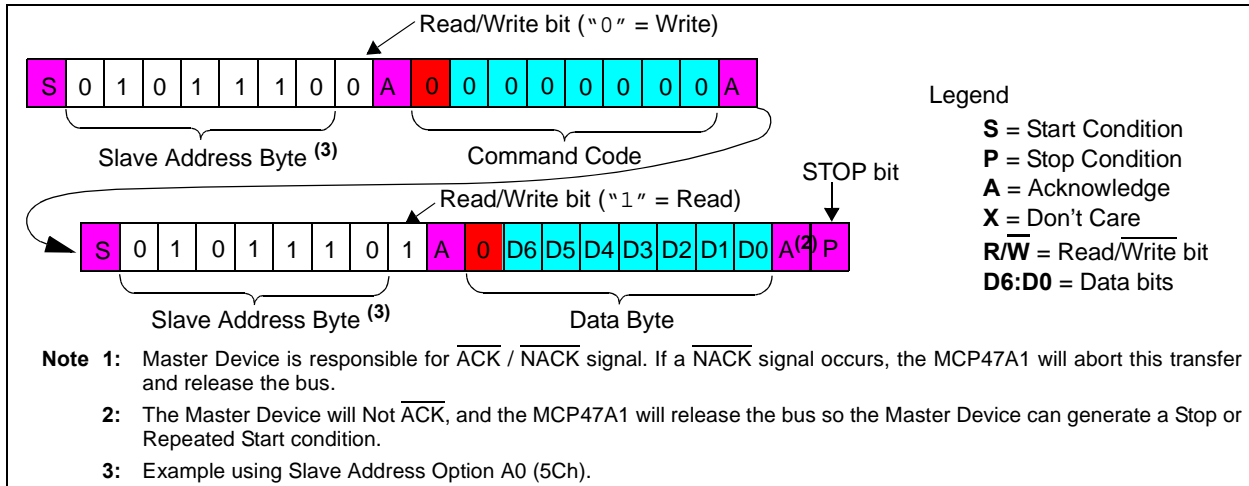 Read/Write bit ("0" = Write)
S 0 1 0 1 1 1 0 0 A 0 0 0 0 0 0 0 0 A
Slave Address Byte (3) Command Code
STOP bit
Read/Write bit ("1" = Read)
S 0 1 0 1 1 1 0 1 A 0 D6 D5 D4 D3 D2 D1 D0 A(2) P
Slave Address Byte (3) Data Byte
Legend
S = Start Condition
P = Stop Condition
A = Acknowledge
X = Don't Care
R/W = Read/Write bit
D6:D0 = Data bits
Note 1: Master Device is responsible for ACK / NACK signal. If a NACK signal occurs, the MCP47A1 will abort this transfer
and release the bus.
2: The Master Device will Not ACK, and the MCP47A1 will release the bus so the Master Device can generate a Stop or
Repeated Start condition.
3: Example using Slave Address Option A0 (5Ch).